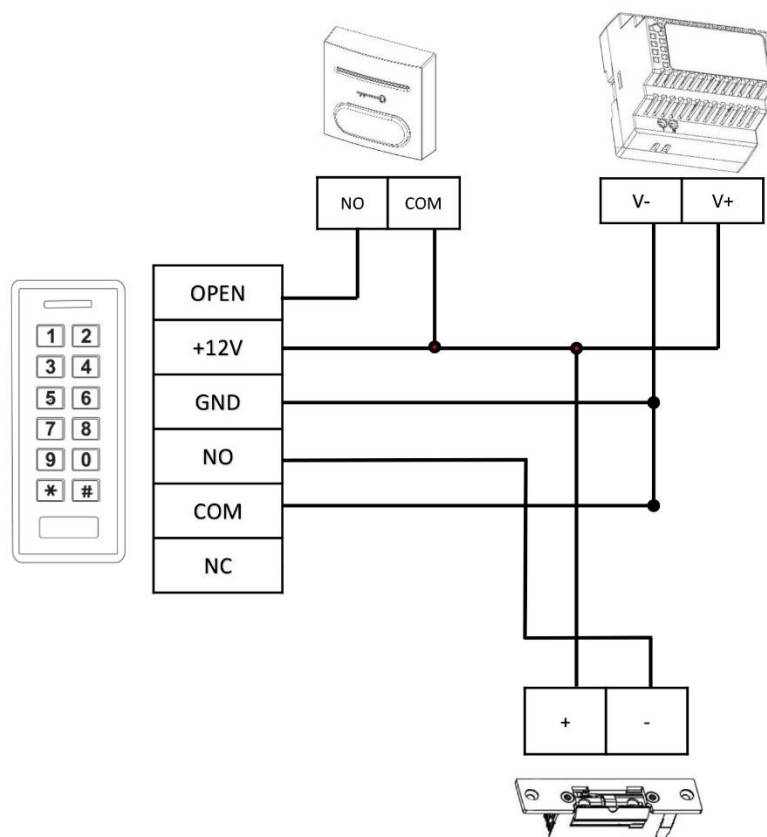 NO COM
V- V+
OPEN
+12V
GND
NO
COM
NC
1 2
3 4
5 6
7 8
9 0
* #
+ -